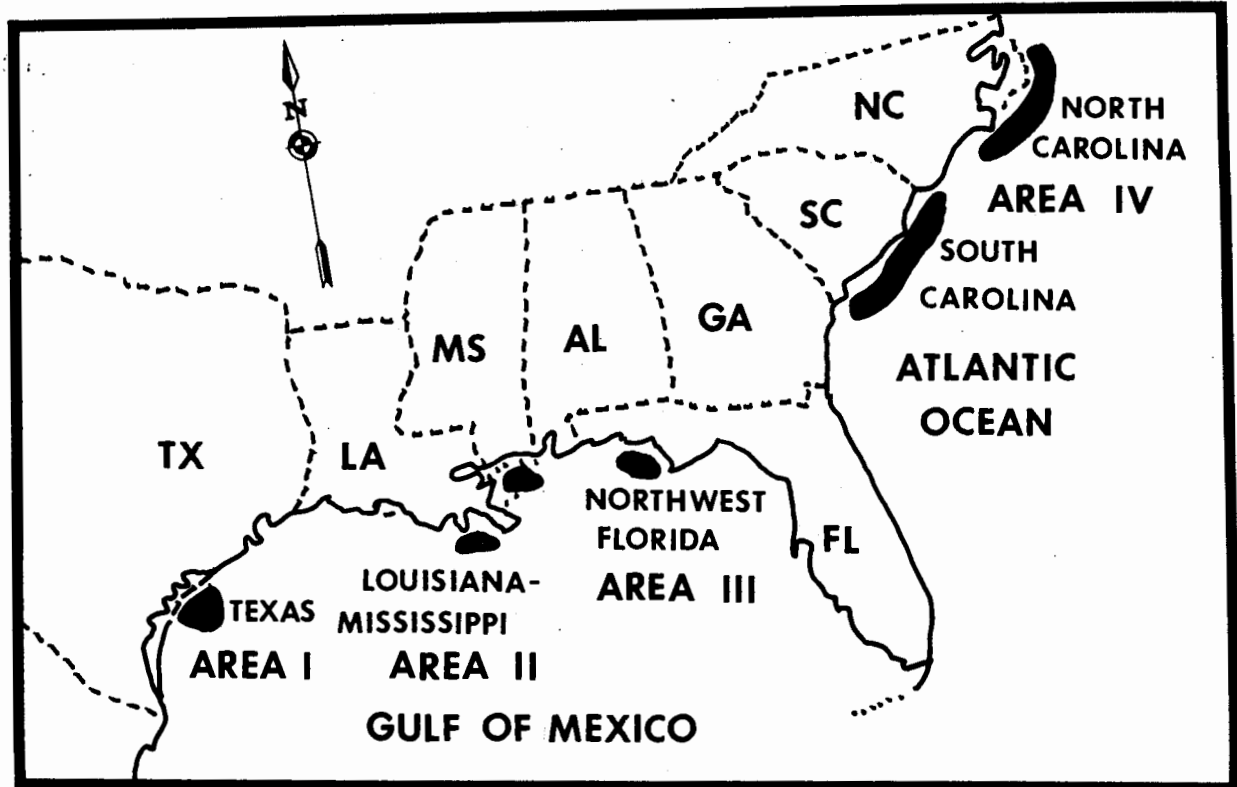 N
NC
NORTH
CAROLINA
AREA IV
SC
SOUTH
CAROLINA
GA
AL
MS
ATLANTIC
OCEAN
TX
LA
NORTHWEST
FLORIDA
AREA III
FL
LOUISIANA-
MISSISSIPPI
AREA II
TEXAS
AREA I
GULF OF MEXICO